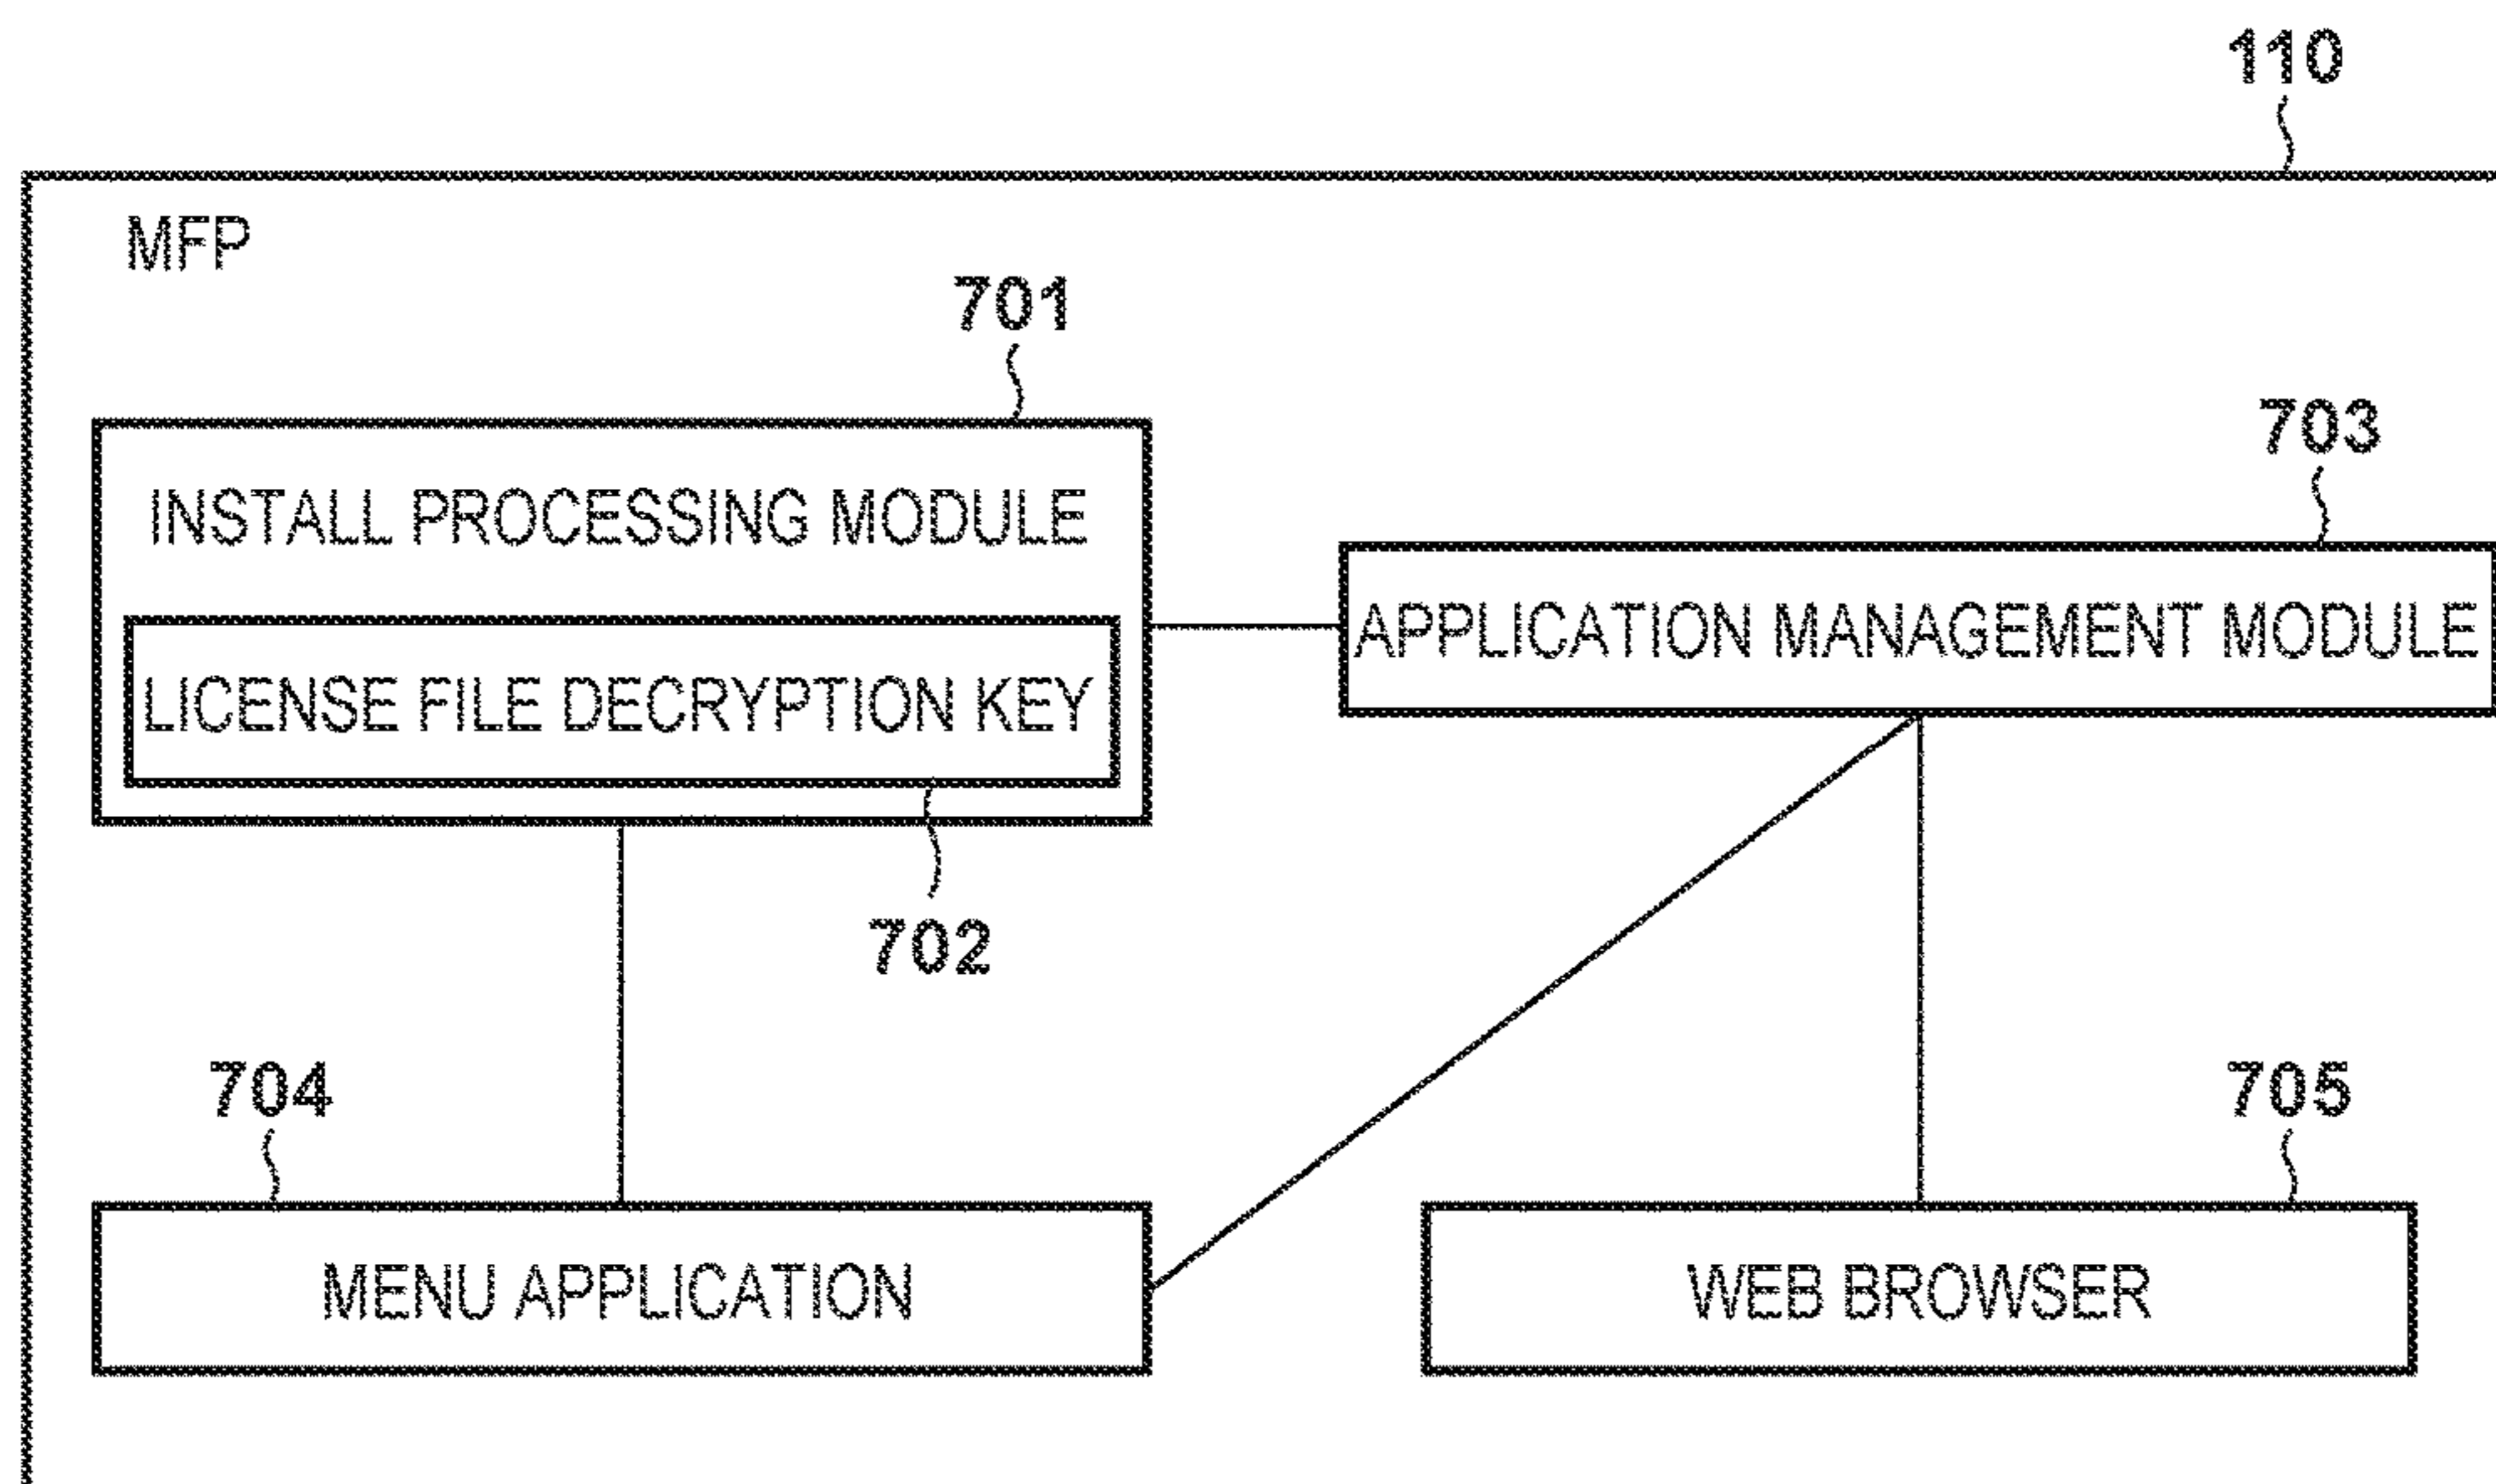 110
MFP
701
703
INSTALL PROCESSING MODULE
APPLICATION MANAGEMENT MODULE
LICENSE FILE DECRYPTION KEY
702
704
705
MENU APPLICATION
WEB BROWSER